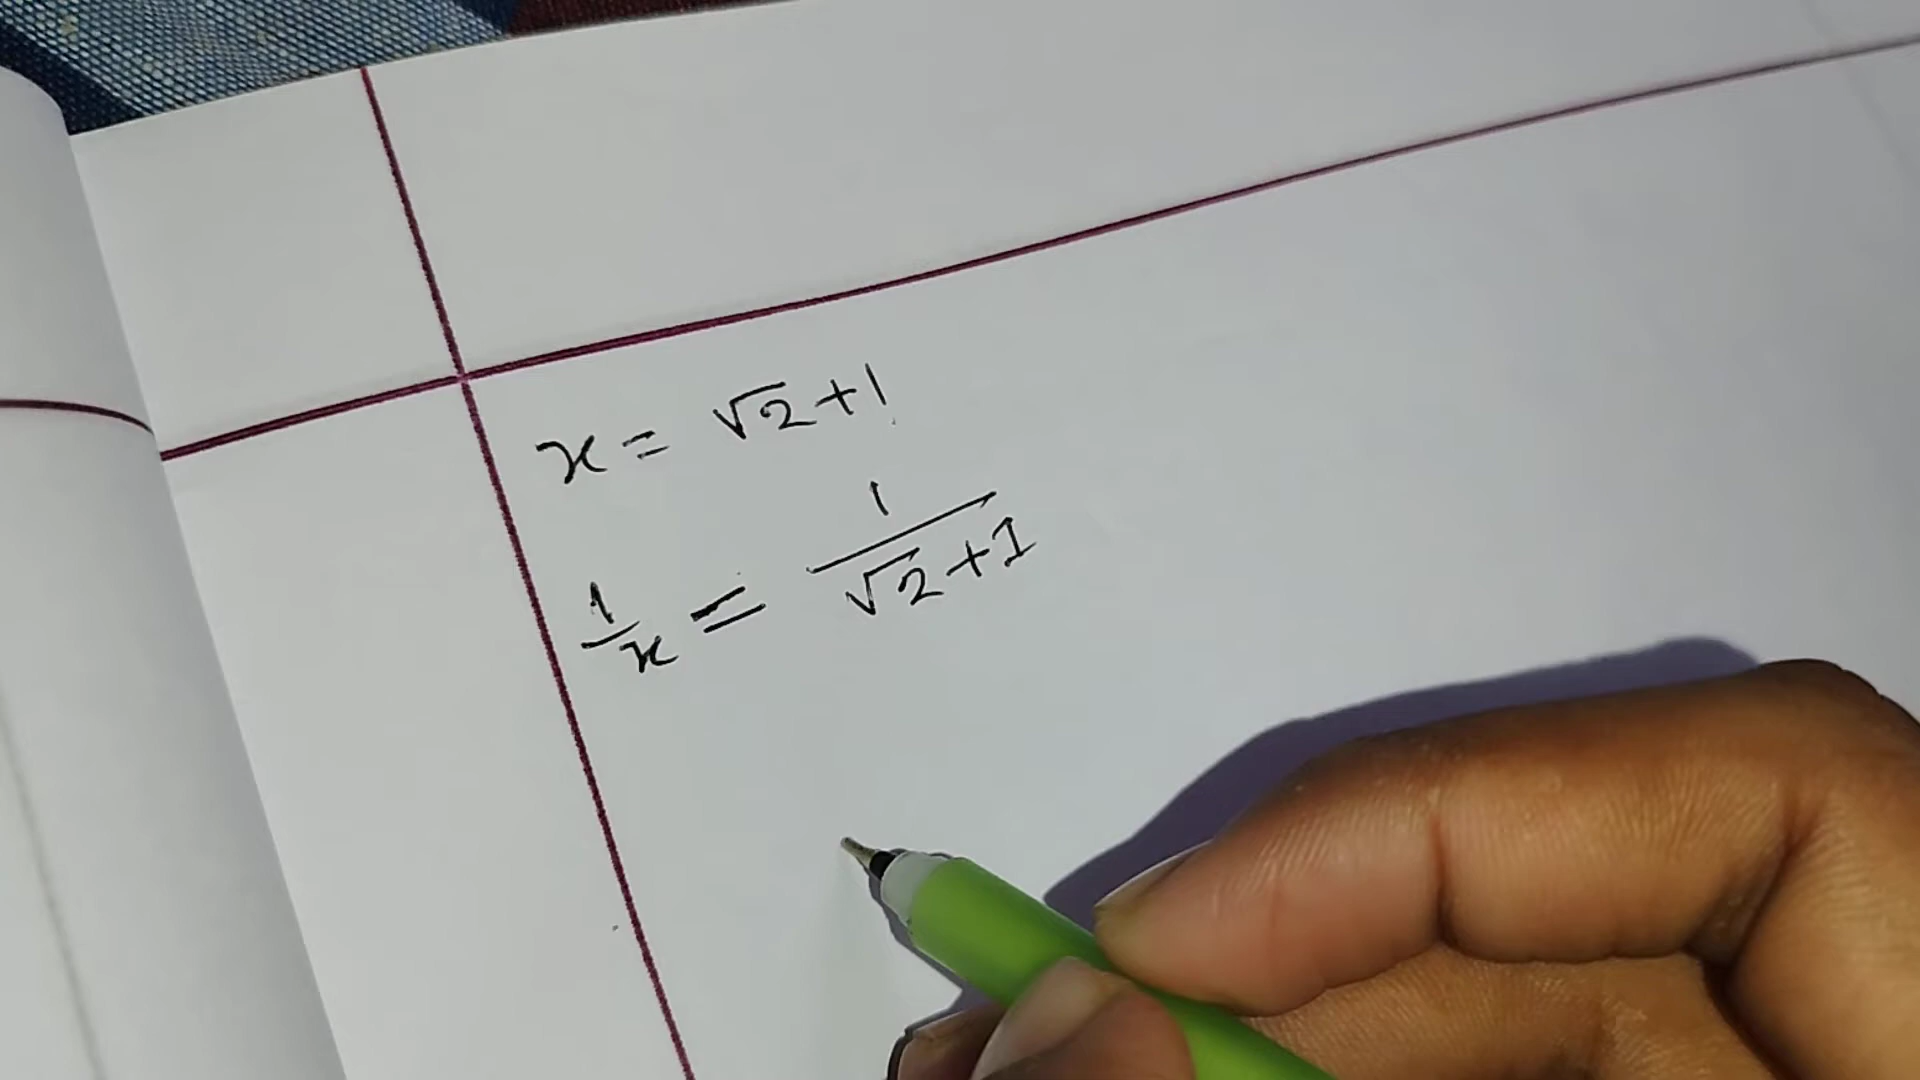 x = √2+1
1/x = 1/(√2+1)